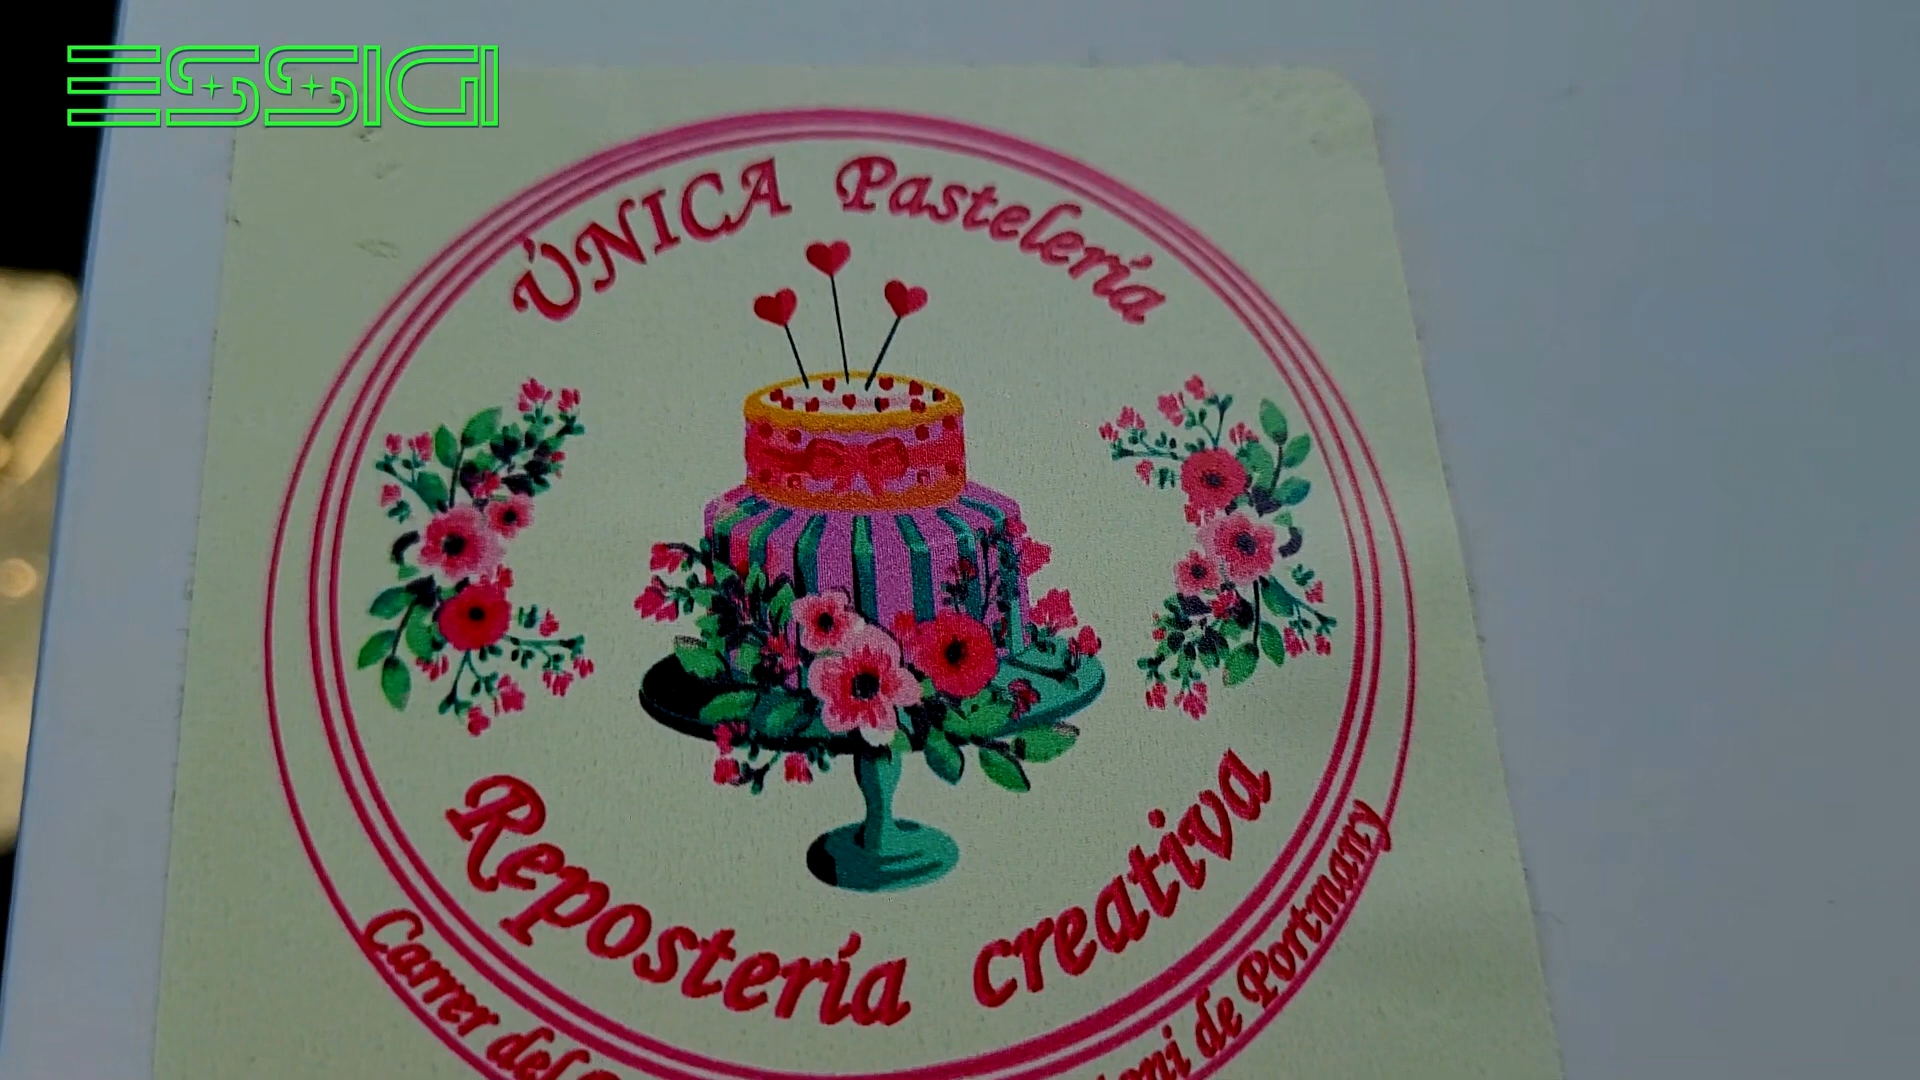 ESSIGI
ÚNICA Pastelería
Repostería creativa
Carrer del
de Portmany